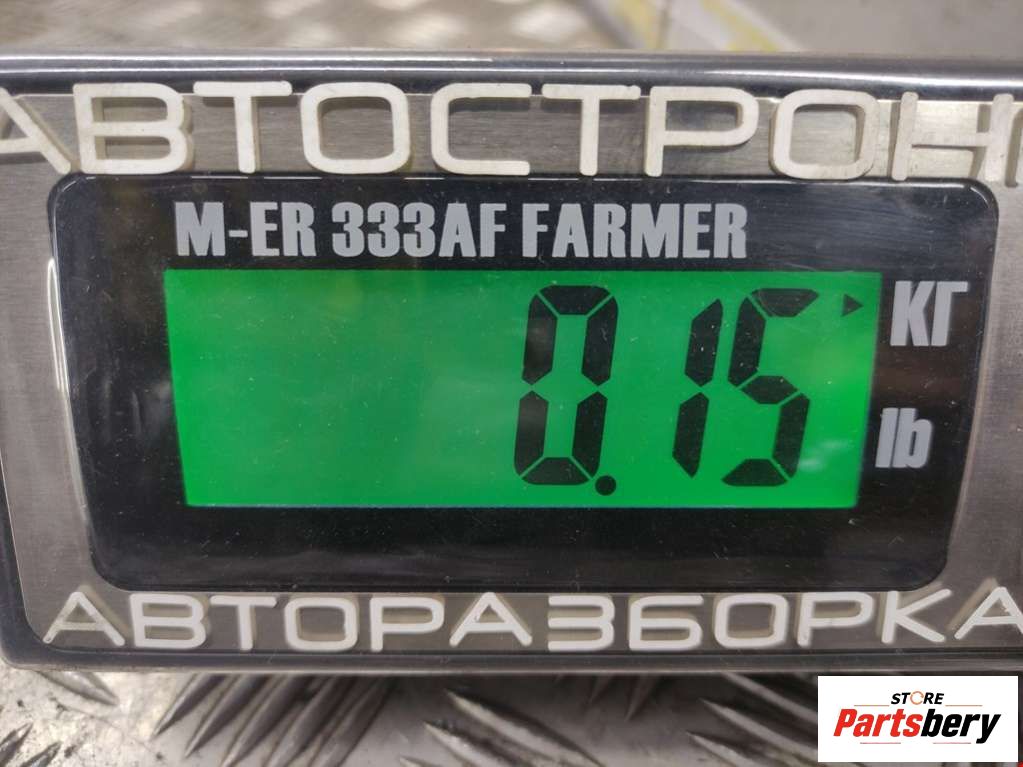 АВТОСТРОН
M-ER 333AF FARMER
0.15
КГ
lb
АВТОРАЗБОРКА
STORE
Partsbery